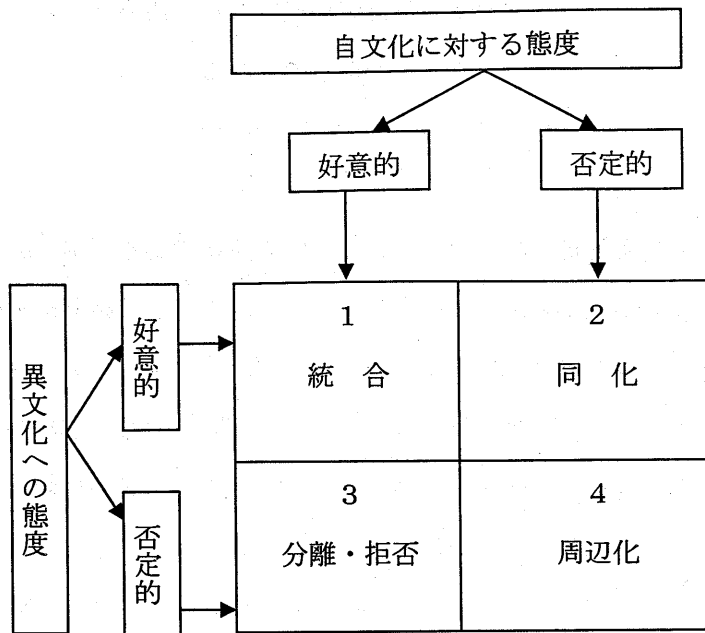 自文化に対する態度
好意的
否定的
異文化への態度
好意的
否定的
1
統　合
2
同　化
3
分離・拒否
4
周辺化